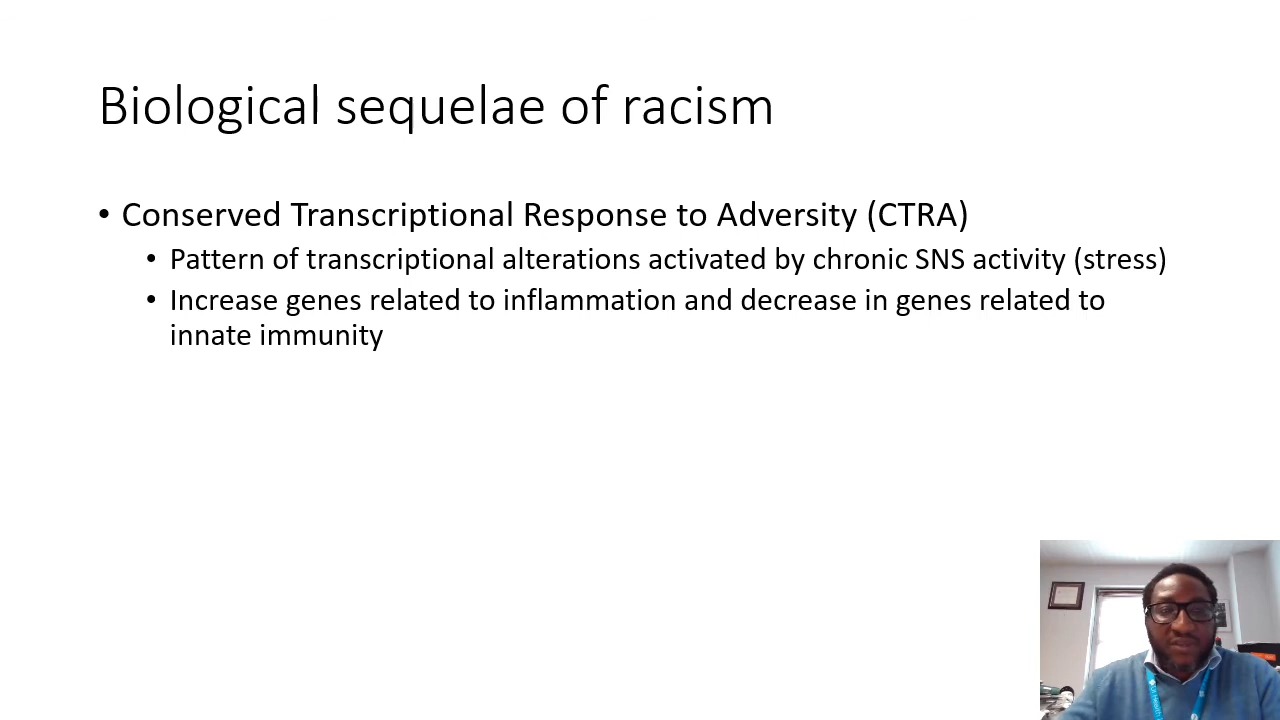 Biological sequelae of racism
• Conserved Transcriptional Response to Adversity (CTRA)
• Pattern of transcriptional alterations activated by chronic SNS activity (stress)
• Increase genes related to inflammation and decrease in genes related to
innate immunity